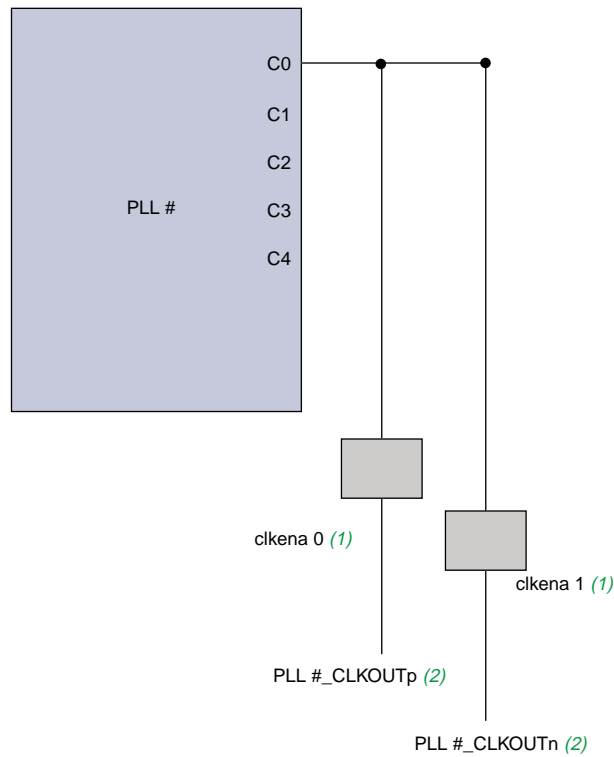 C0
C1
C2
PLL #
C3
C4
clkena 0 (1)
clkena 1 (1)
PLL #_CLKOUTp (2)
PLL #_CLKOUTn (2)